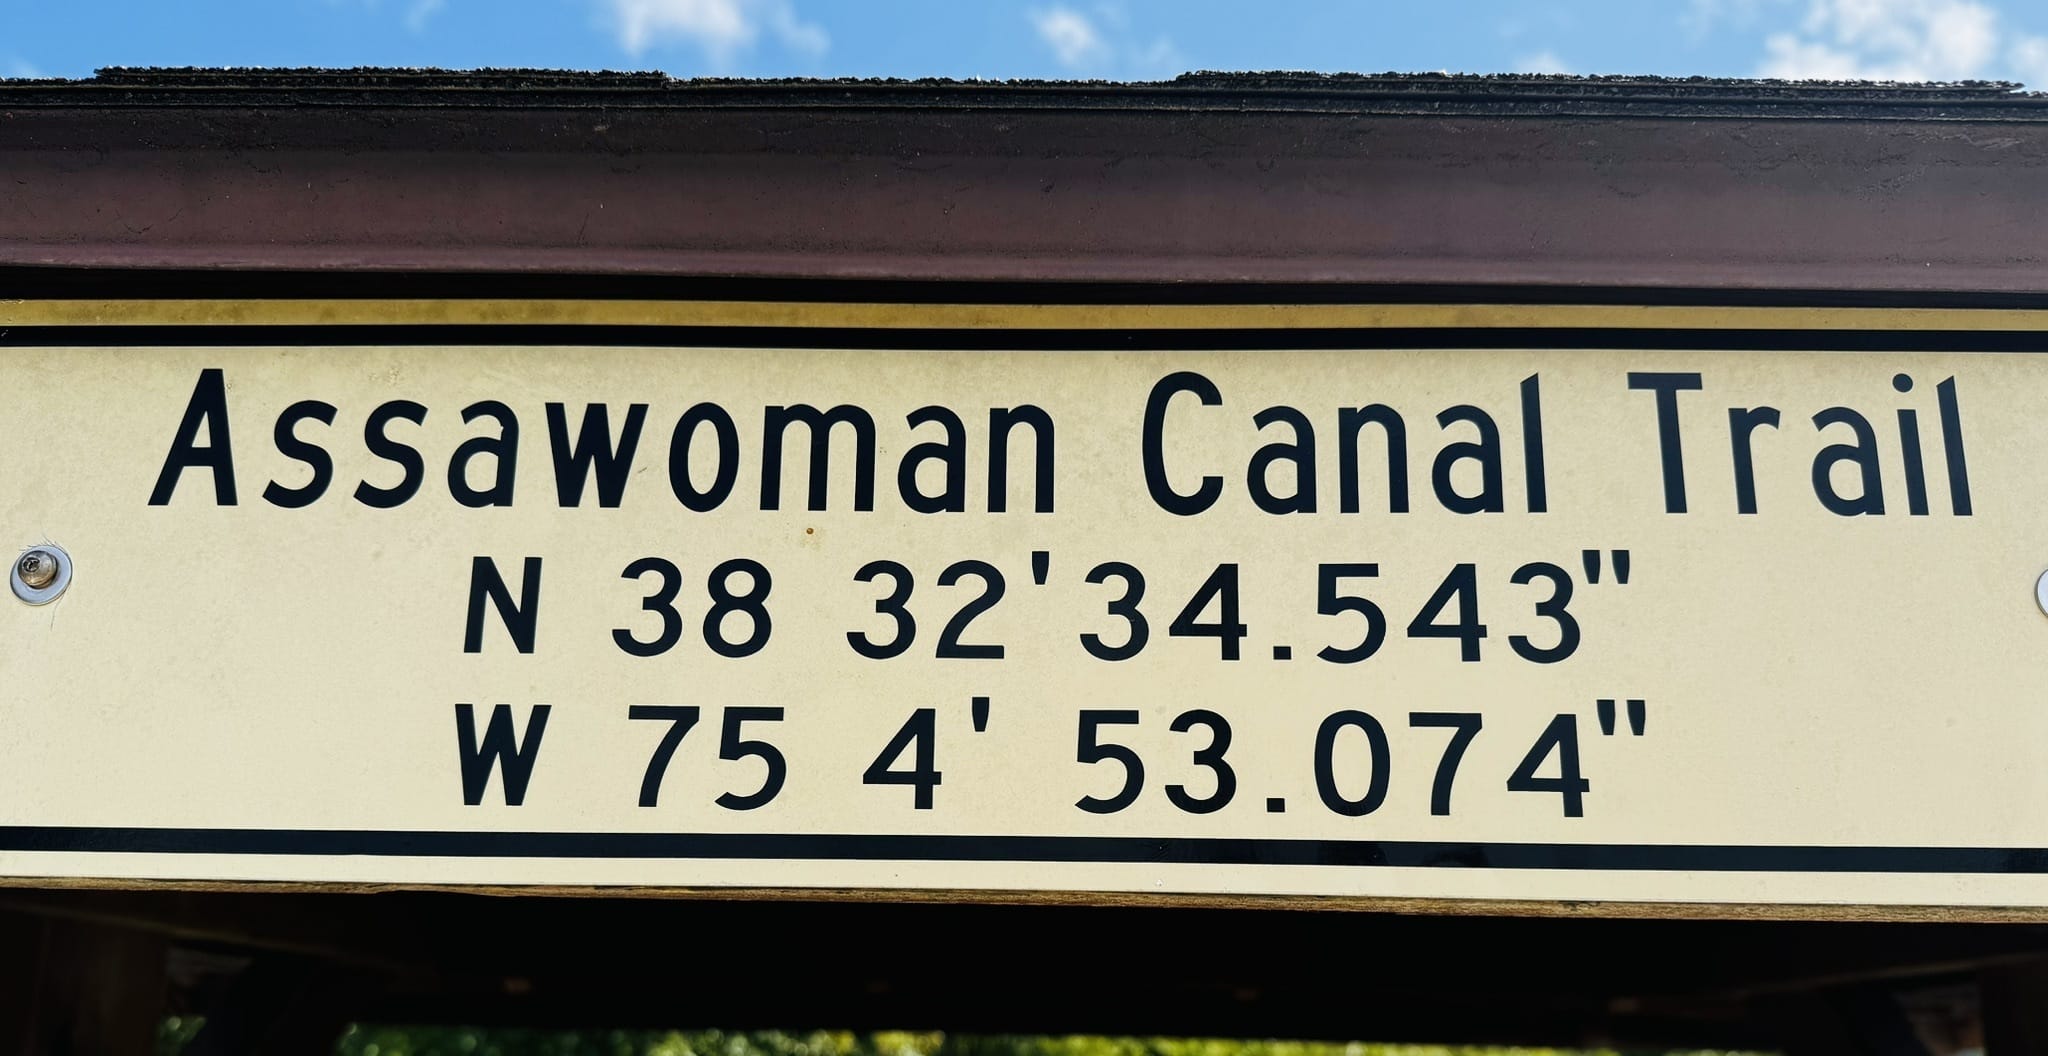 Assawoman Canal Trail
N 38 32'34.543"
W 75 4' 53.074"